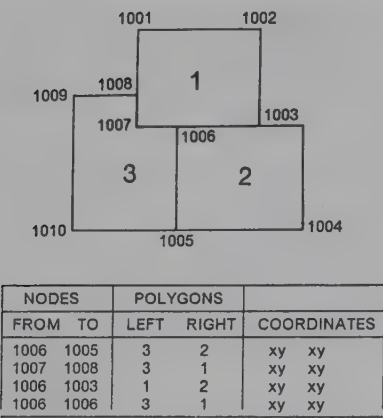 1001 1002
1008
1009
1
1003
1007
1006
3
2
1010
1004
1005
NODES POLYGONS
FROM TO LEFT RIGHT COORDINATES
1006 1005 3 2 xy xy
1007 1008 3 1 xy xy
1006 1003 1 2 xy xy
1006 1006 3 1 xy xy